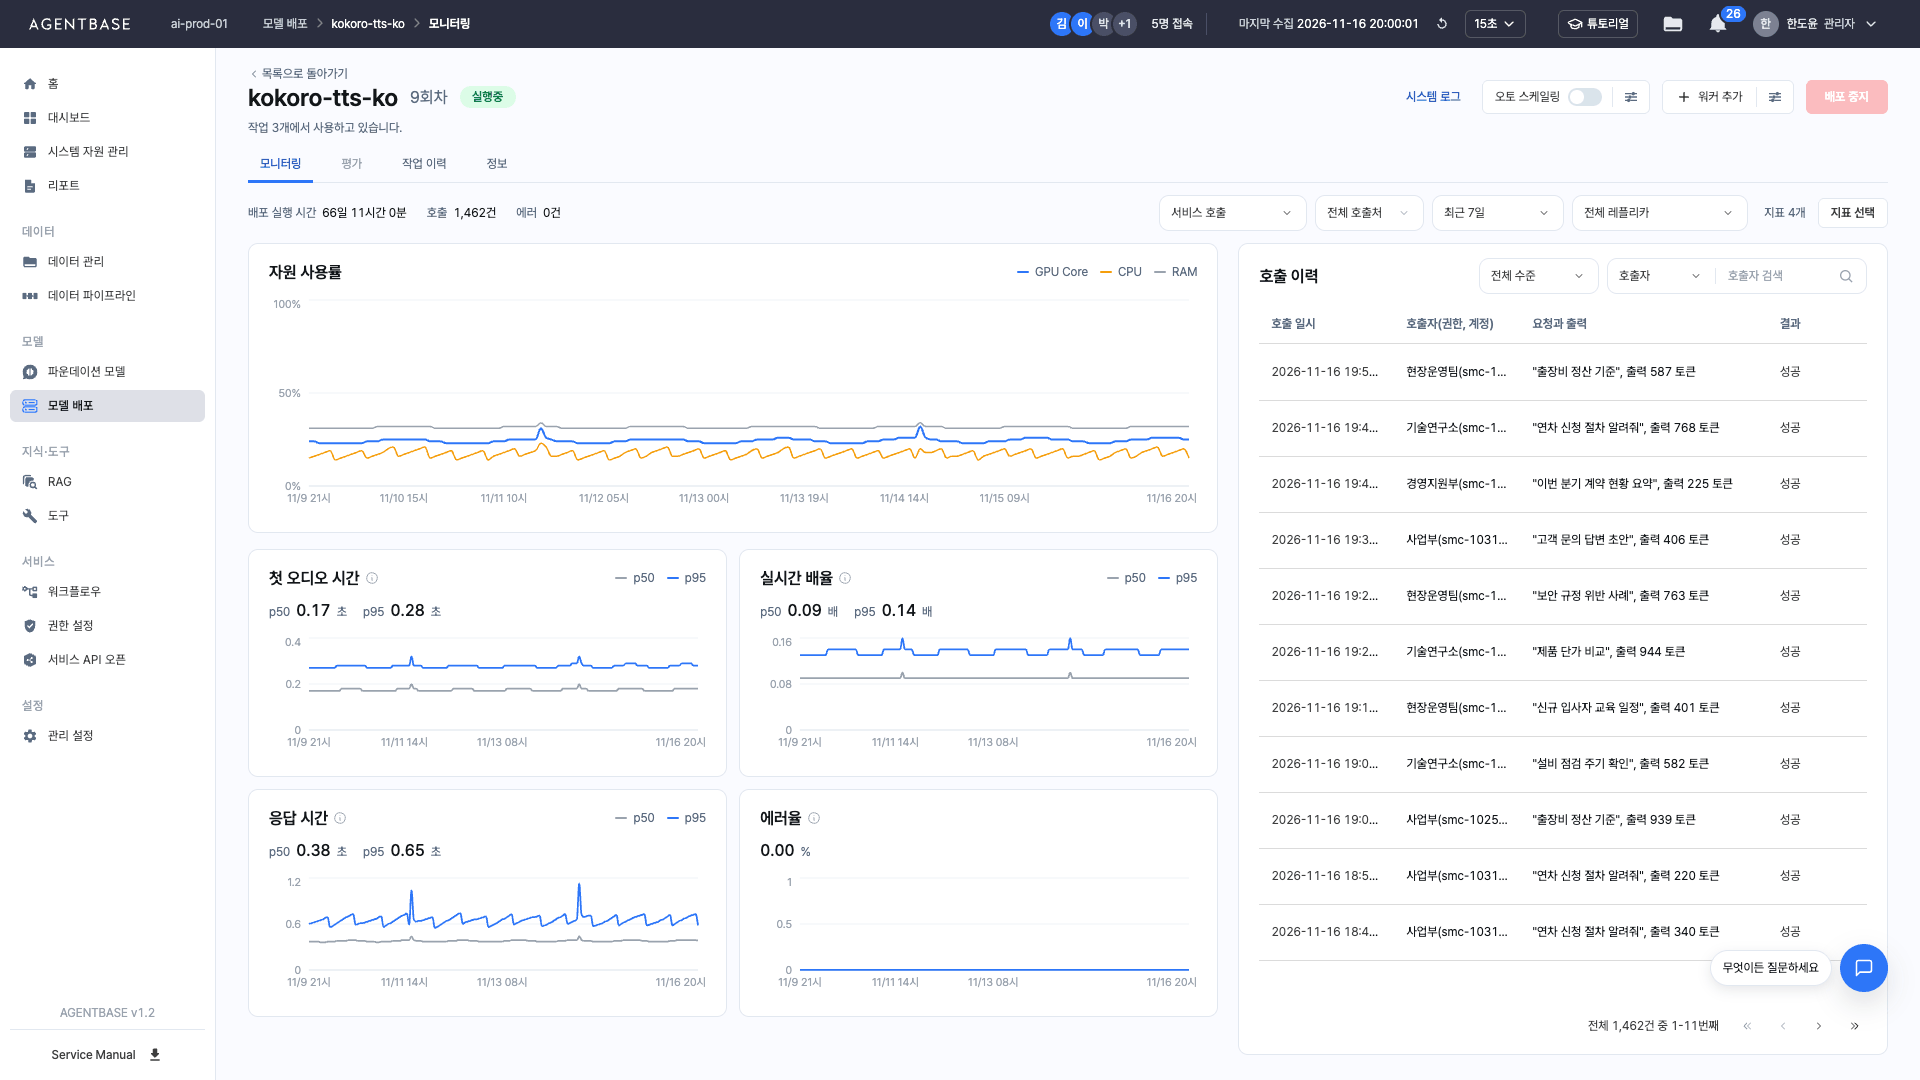 AGENTBASE
ai-prod-01
모델 배포 > kokoro-tts-ko > 모니터링
김 이 박 +1 5명 접속
마지막 수집 2026-11-16 20:00:01
15초
튜토리얼
26
한 한도윤 관리자
홈
대시보드
시스템 자원 관리
리포트
데이터
데이터 관리
데이터 파이프라인
모델
파운데이션 모델
모델 배포
지식·도구
RAG
도구
서비스
워크플로우
권한 설정
서비스 API 오픈
설정
관리 설정
AGENTBASE v1.2
Service Manual
목록으로 돌아가기
kokoro-tts-ko 9회차 실행중
작업 3개에서 사용하고 있습니다.
시스템 로그
오토 스케일링
워커 추가
배포 중지
모니터링 평가 작업 이력 정보
배포 실행 시간 66일 11시간 0분 호출 1,462건 에러 0건
서비스 호출
전체 호출처
최근 7일
전체 레플리카
지표 4개
지표 선택
자원 사용률
GPU Core CPU RAM
100%
50%
0%
11/9 21시 11/10 15시 11/11 10시 11/12 05시 11/13 00시 11/13 19시 11/14 14시 11/15 09시 11/16 20시
첫 오디오 시간
p50 p95
p50 0.17 초 p95 0.28 초
0.4
0.2
0
11/9 21시 11/11 14시 11/13 08시 11/16 20시
실시간 배율
p50 p95
p50 0.09 배 p95 0.14 배
0.16
0.08
0
11/9 21시 11/11 14시 11/13 08시 11/16 20시
응답 시간
p50 p95
p50 0.38 초 p95 0.65 초
1.2
0.6
0
11/9 21시 11/11 14시 11/13 08시 11/16 20시
에러율
0.00 %
1
0.5
0
11/9 21시 11/11 14시 11/13 08시 11/16 20시
호출 이력
전체 수준
호출자
호출자 검색
호출 일시 호출자(권한, 계정) 요청과 출력 결과
2026-11-16 19:5... 현장운영팀(smc-1... "출장비 정산 기준", 출력 587 토큰 성공
2026-11-16 19:4... 기술연구소(smc-1... "연차 신청 절차 알려줘", 출력 768 토큰 성공
2026-11-16 19:4... 경영지원부(smc-1... "이번 분기 계약 현황 요약", 출력 225 토큰 성공
2026-11-16 19:3... 사업부(smc-1031... "고객 문의 답변 초안", 출력 406 토큰 성공
2026-11-16 19:2... 현장운영팀(smc-1... "보안 규정 위반 사례", 출력 763 토큰 성공
2026-11-16 19:2... 기술연구소(smc-1... "제품 단가 비교", 출력 944 토큰 성공
2026-11-16 19:1... 현장운영팀(smc-1... "신규 입사자 교육 일정", 출력 401 토큰 성공
2026-11-16 19:0... 기술연구소(smc-1... "설비 점검 주기 확인", 출력 582 토큰 성공
2026-11-16 19:0... 사업부(smc-1025... "출장비 정산 기준", 출력 939 토큰 성공
2026-11-16 18:5... 사업부(smc-1031... "연차 신청 절차 알려줘", 출력 220 토큰 성공
2026-11-16 18:4... 사업부(smc-1031... "연차 신청 절차 알려줘", 출력 340 토큰 성공
무엇이든 질문하세요
전체 1,462건 중 1-11번째